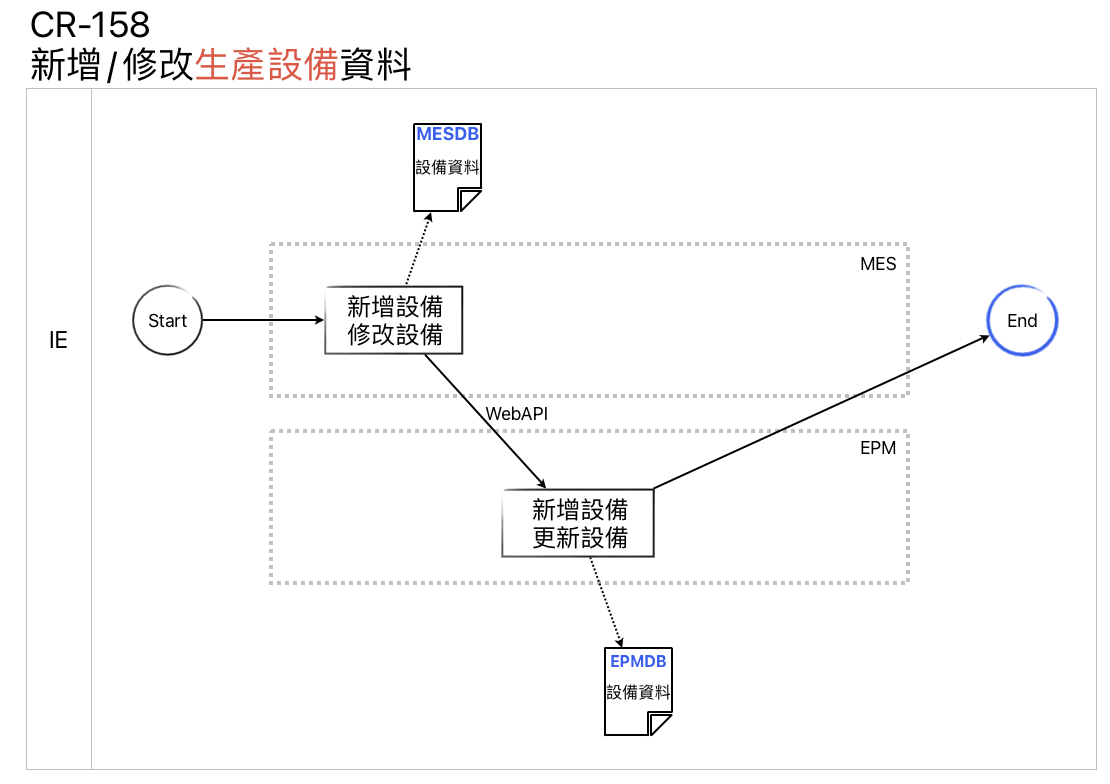 CR-158
新增/修改生產設備資料
MESDB
設備資料
MES
Start
新增設備
修改設備
End
IE
WebAPI
EPM
新增設備
更新設備
EPMDB
設備資料